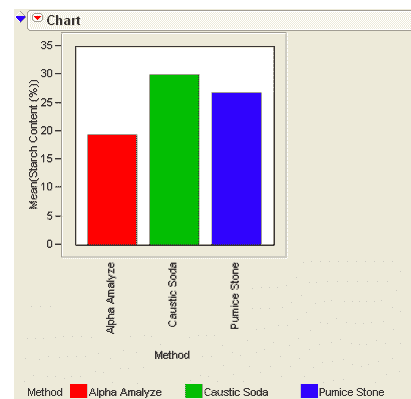 Chart
Mean(Starch Content (%))
35
30
25
20
15
10
5
0
Alpha Amalyze
Caustic Soda
Pumice Stone
Method
Method Alpha Amalyze Caustic Soda Pumice Stone